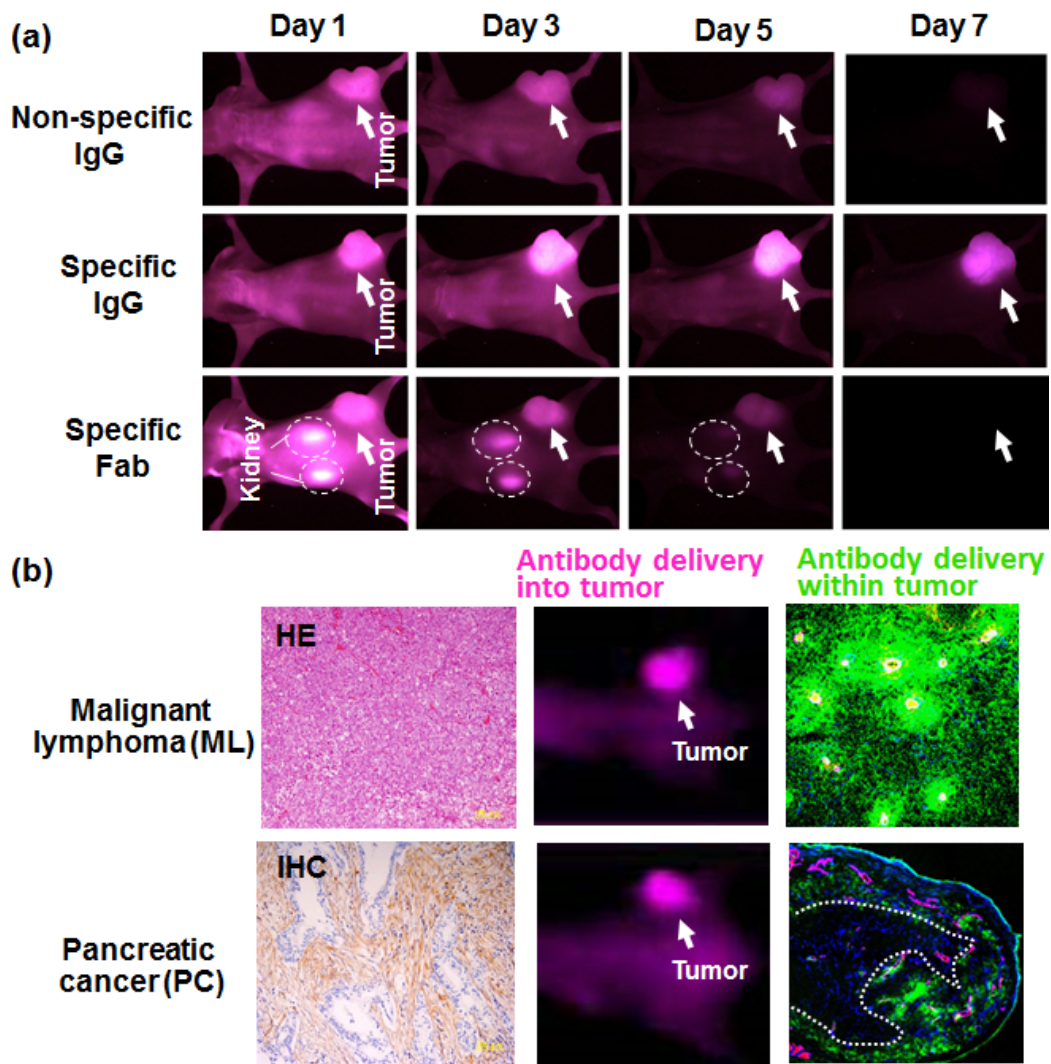 (a)
Day 1
Day 3
Day 5
Day 7
Non-specific
IgG
Tumor
Specific
IgG
Tumor
Specific
Fab
Kidney
Tumor
(b)
Antibody delivery
into tumor
Antibody delivery
within tumor
HE
Malignant
lymphoma (ML)
Tumor
IHC
Pancreatic
cancer (PC)
Tumor